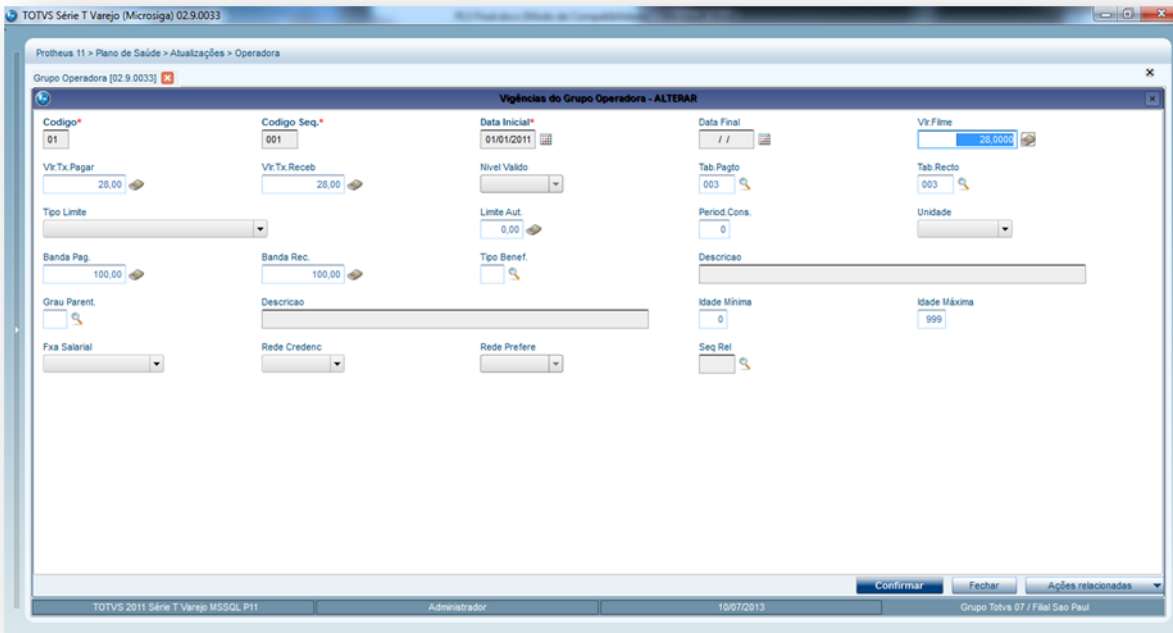 TOTVS Série T Varejo (Microsiga) 02.9.0033
Protheus 11 > Plano de Saúde > Atualizações > Operadora
Grupo Operadora [02.9.0033]
Vigências do Grupo Operadora - ALTERAR
Codigo* Codigo Seq.* Data Inicial* Data Final Vlr.Filme
01 001 01/01/2011 / / 28,0000
Vlr.Tx.Pagar Vlr.Tx.Receb Nivel Valido Tab.Pagto Tab.Recto
28,00 28,00 003 003
Tipo Limite Limite Aut. Period.Cons. Unidade
0,00 0
Banda Pag. Banda Rec. Tipo Benef. Descricao
100,00 100,00
Grau Parent. Descricao Idade Mínima Idade Máxima
0 999
Fxa Salarial Rede Credenc Rede Prefere Seq Rel
Confirmar Fechar Ações relacionadas
TOTVS 2011 Série T Varejo MSSQL P11 Administrador 10/07/2013 Grupo Totvs 07 / Filial Sao Paul